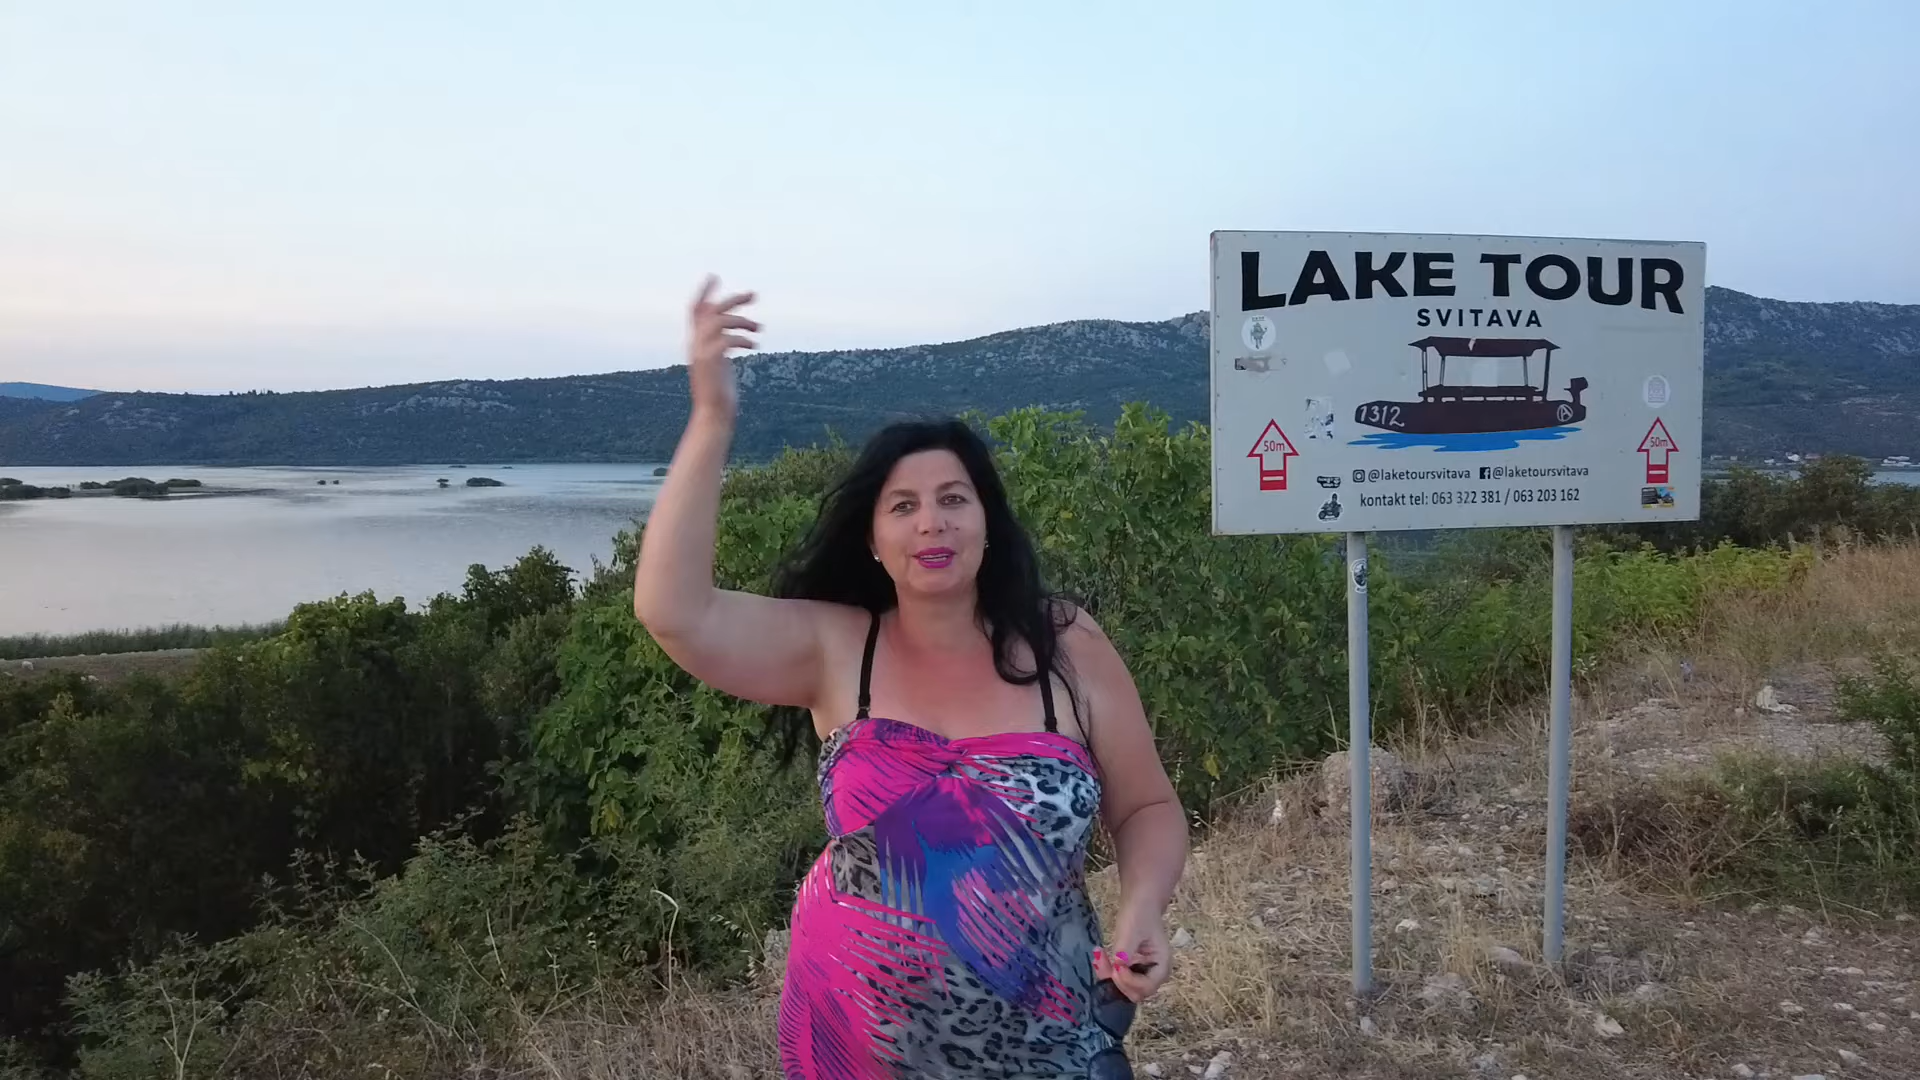 LAKE TOUR
SVITAVA
1312
50m
50m
@laketoursvitava @laketoursvitava
kontakt tel: 063 322 381 / 063 203 162